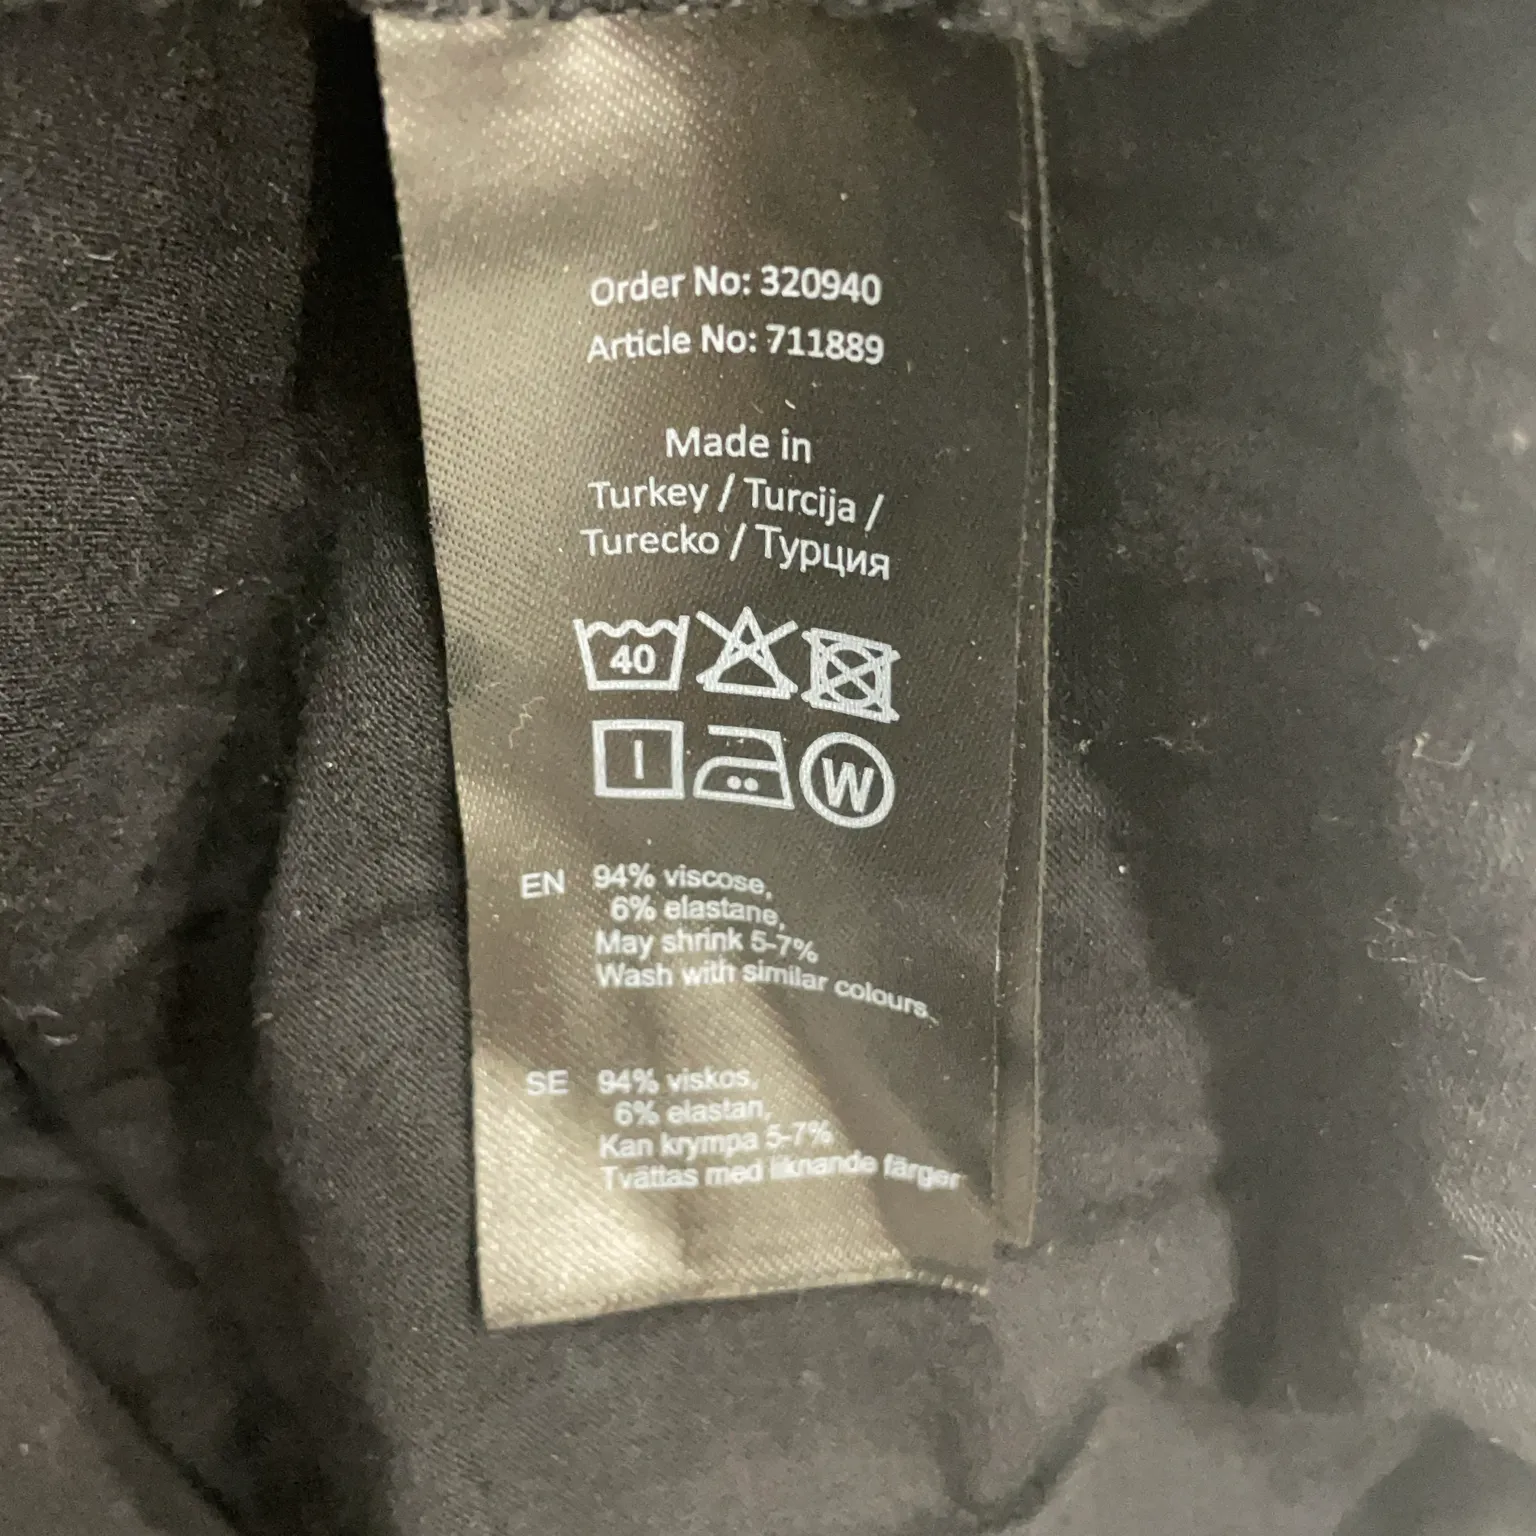 Order No: 320940
Article No: 711889
Made in
Turkey / Turcija /
Turecko / Турция
40
W
EN 94% viscose,
6% elastane,
May shrink 5-7%
Wash with similar colours.
SE 94% viskos,
6% elastan,
Kan krympa 5-7%
Tvättas med liknande färger